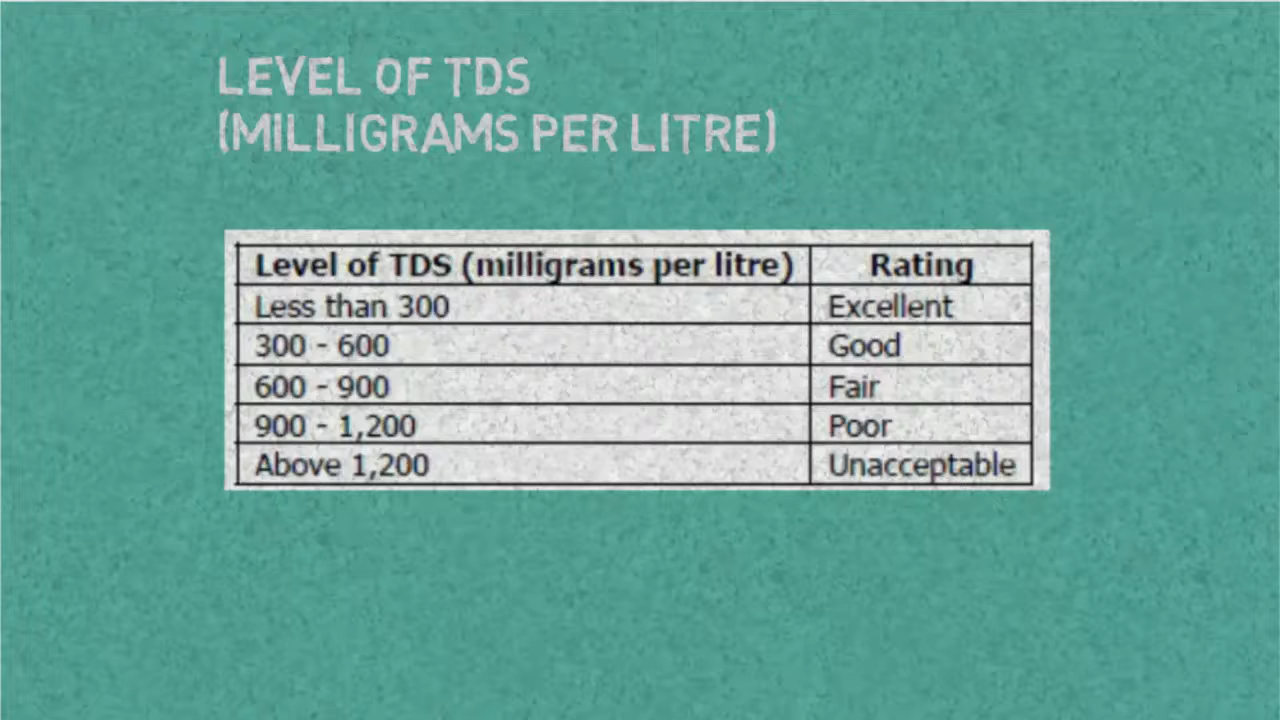 LEVEL OF TDS
(MILLIGRAMS PER LITRE)
Level of TDS (milligrams per litre) Rating
Less than 300 Excellent
300 - 600 Good
600 - 900 Fair
900 - 1,200 Poor
Above 1,200 Unacceptable